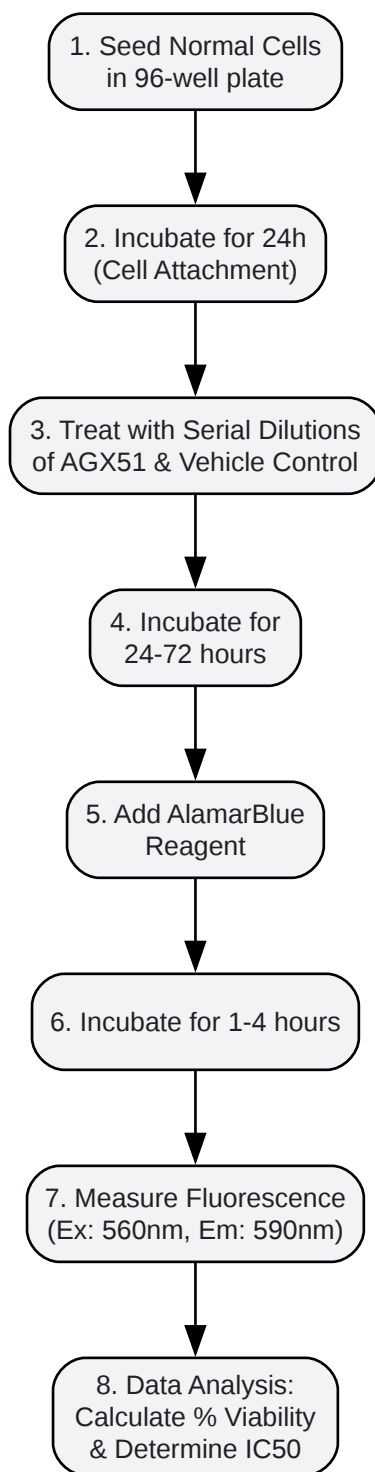 1. Seed Normal Cells
in 96-well plate
2. Incubate for 24h
(Cell Attachment)
3. Treat with Serial Dilutions
of AGX51 & Vehicle Control
4. Incubate for
24-72 hours
5. Add AlamarBlue
Reagent
6. Incubate for 1-4 hours
7. Measure Fluorescence
(Ex: 560nm, Em: 590nm)
8. Data Analysis:
Calculate % Viability
& Determine IC50